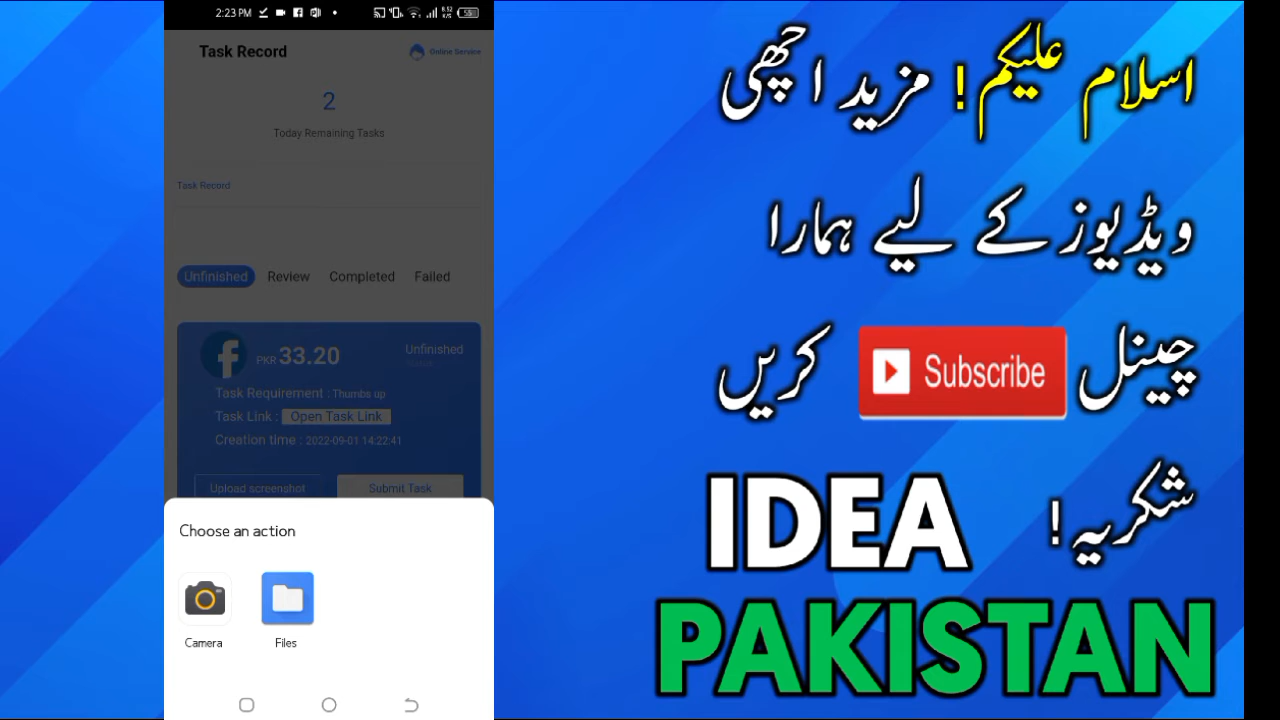 2:23 PM
8.52 K/S
58
Task Record
Online Service
2
Today Remaining Tasks
Task Record
Unfinished Review Completed Failed
PKR 33.20 Unfinished
Task Requirement : Thumbs up
Task Link : Open Task Link
Creation time : 2022-09-01 14:22:41
Upload screenshot Submit Task
Choose an action
Camera Files
اسلام علیکم! مزید اچھی
ویڈیوز کے لیے ہمارا
چینل Subscribe کریں
شکریہ! IDEA
PAKISTAN